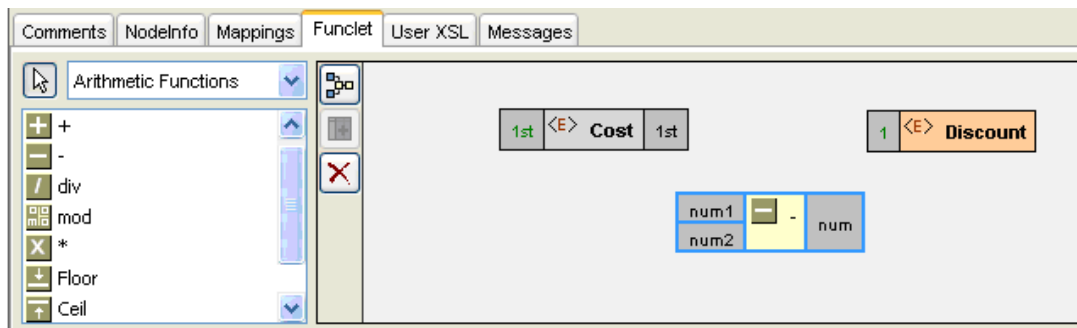 Comments NodeInfo Mappings Funclet User XSL Messages
Arithmetic Functions
+
-
div
mod
*
Floor
Ceil
1st <E> Cost 1st
1 <E> Discount
num1 - num
num2